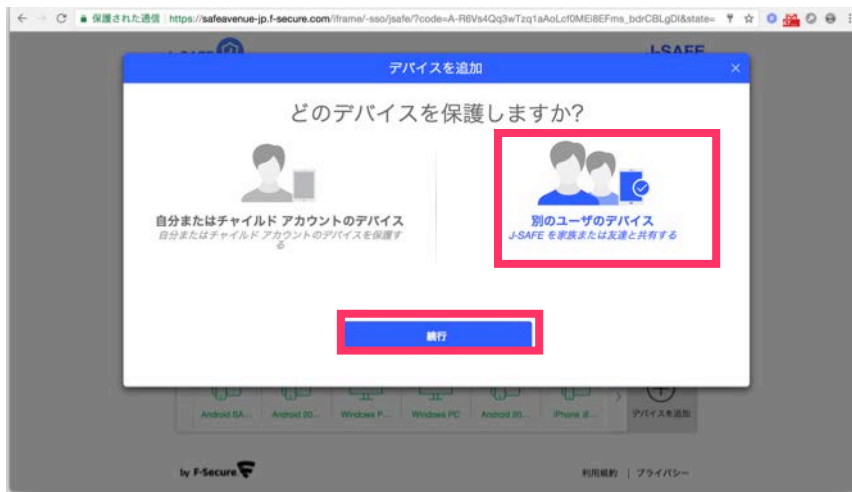 保護された通信 https://safeavenue-jp.f-secure.com/iframe/-sso/jsafe/?code=
J-SAFE
デバイスを追加
どのデバイスを保護しますか?
自分またはチャイルド アカウントのデバイス
自分またはチャイルド アカウントのデバイスを保護す
る
別のユーザのデバイス
J-SAFE を家族または友達と共有する
続行
Android SA... Android 20... Windows P... Windows PC iPhone デバイスを追加
by F-Secure 利用規約 | プライバシー